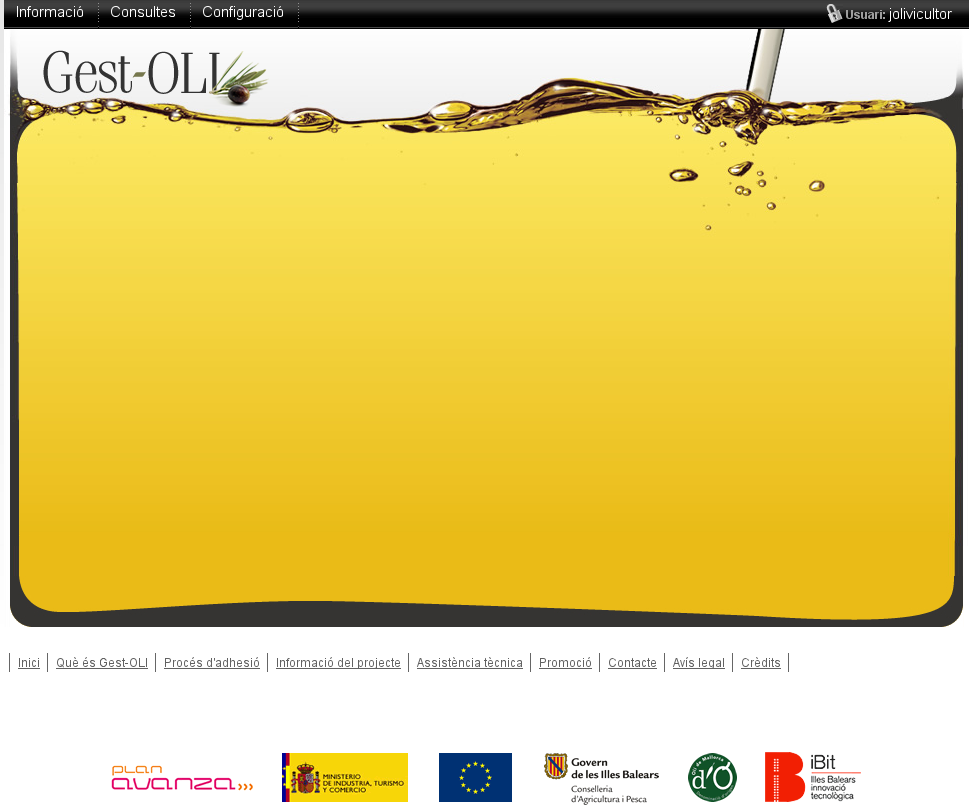 Informació Consultes Configuració Usuari: jolivicultor
Gest-OLI
Inici Què és Gest-OLI Procés d'adhesió Informació del projecte Assistència tècnica Promoció Contacte Avís legal Crèdits
PLAN
avanza
MINISTERIO
DE INDUSTRIA, TURISMO
Y COMERCIO
Govern
de les Illes Balears
Conselleria
d'Agricultura i Pesca
Oli de Mallorca
d'O
iBit
Illes Balears
innovació
tecnològica